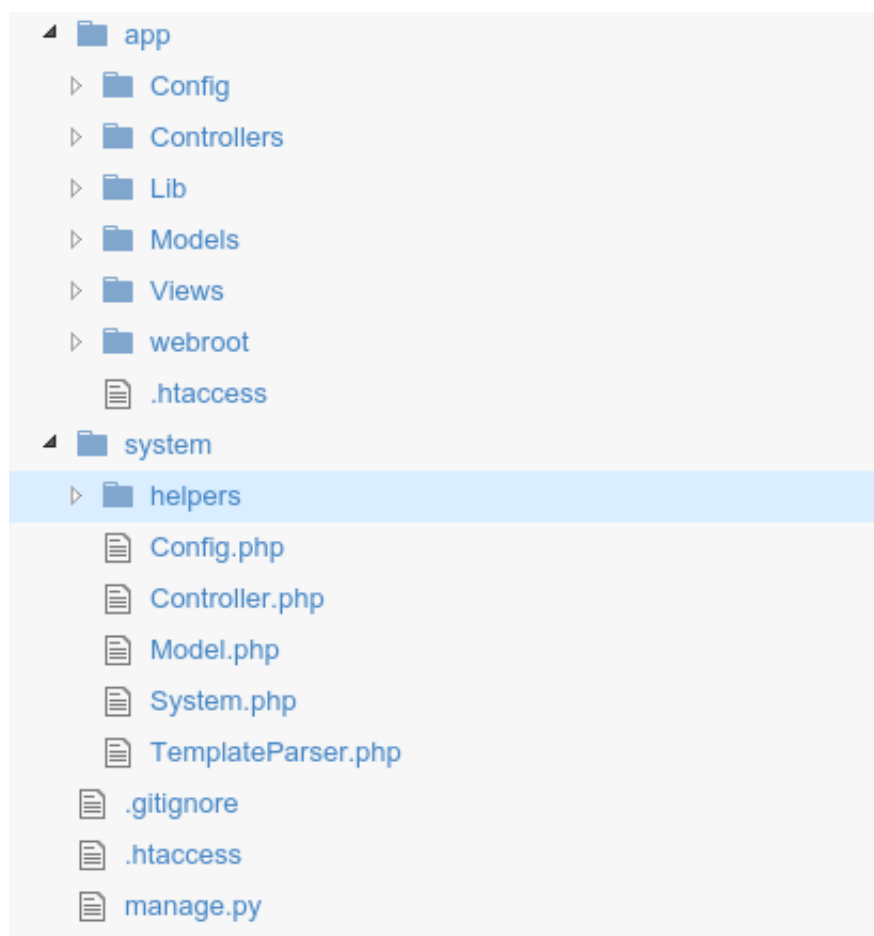 app
Config
Controllers
Lib
Models
Views
webroot
.htaccess
system
helpers
Config.php
Controller.php
Model.php
System.php
TemplateParser.php
.gitignore
.htaccess
manage.py